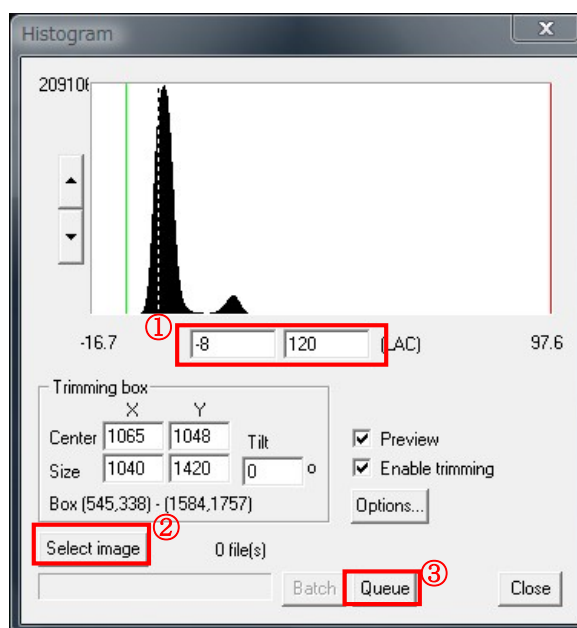 Histogram x
209106
① -16.7 -8 120 (LAC) 97.6
Trimming box
X Y
Center 1065 1048 Tilt
Size 1040 1420 0 o
Box (545,338) - (1584,1757)
Preview
Enable trimming
Options...
②
Select image 0 file(s)
③
Batch Queue Close